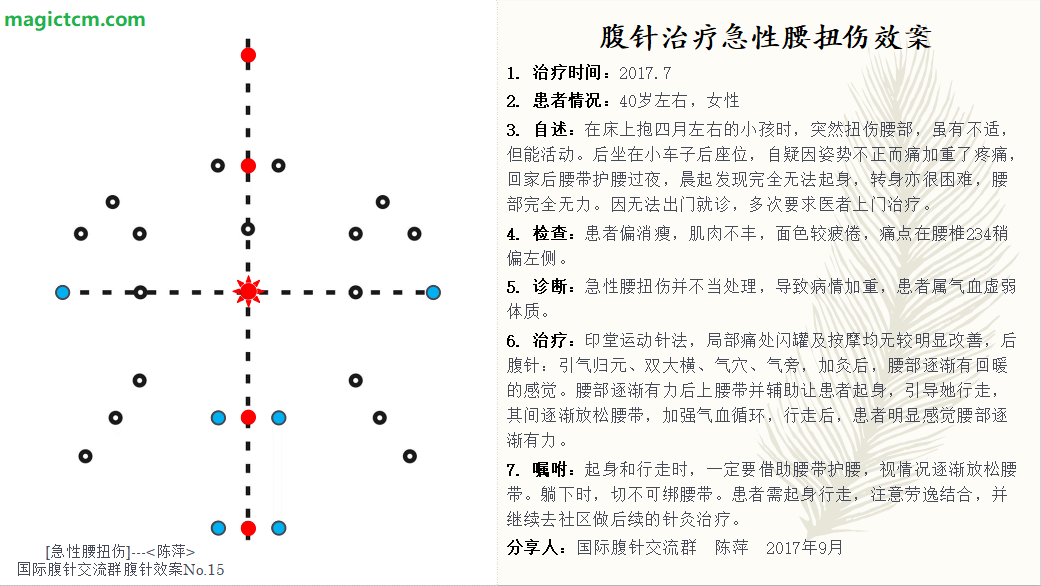 magictcm.com
腹针治疗急性腰扭伤效案
1. 治疗时间：2017.7
2. 患者情况：40岁左右，女性
3. 自述：在床上抱四月左右的小孩时，突然扭伤腰部，虽有不适，
但能活动。后坐在小车子后座位，自疑因姿势不正而痛加重了疼痛，
回家后腰带护腰过夜，晨起发现完全无法起身，转身亦很困难，腰
部完全无力。因无法出门就诊，多次要求医者上门治疗。
4. 检查：患者偏消瘦，肌肉不丰，面色较疲倦，痛点在腰椎234稍
偏左侧。
5. 诊断：急性腰扭伤并不当处理，导致病情加重，患者属气血虚弱
体质。
6. 治疗：印堂运动针法，局部痛处闪罐及按摩均无较明显改善，后
腹针：引气归元、双大横、气穴、气旁，加灸后，腰部逐渐有回暖
的感觉。腰部逐渐有力后上腰带并辅助让患者起身，引导她行走，
其间逐渐放松腰带，加强气血循环，行走后，患者明显感觉腰部逐
渐有力。
7. 嘱咐：起身和行走时，一定要借助腰带护腰，视情况逐渐放松腰
带。躺下时，切不可绑腰带。患者需起身行走，注意劳逸结合，并
继续去社区做后续的针灸治疗。
分享人：国际腹针交流群 陈萍 2017年9月
[急性腰扭伤]---<陈萍>
国际腹针交流群腹针效案No.15